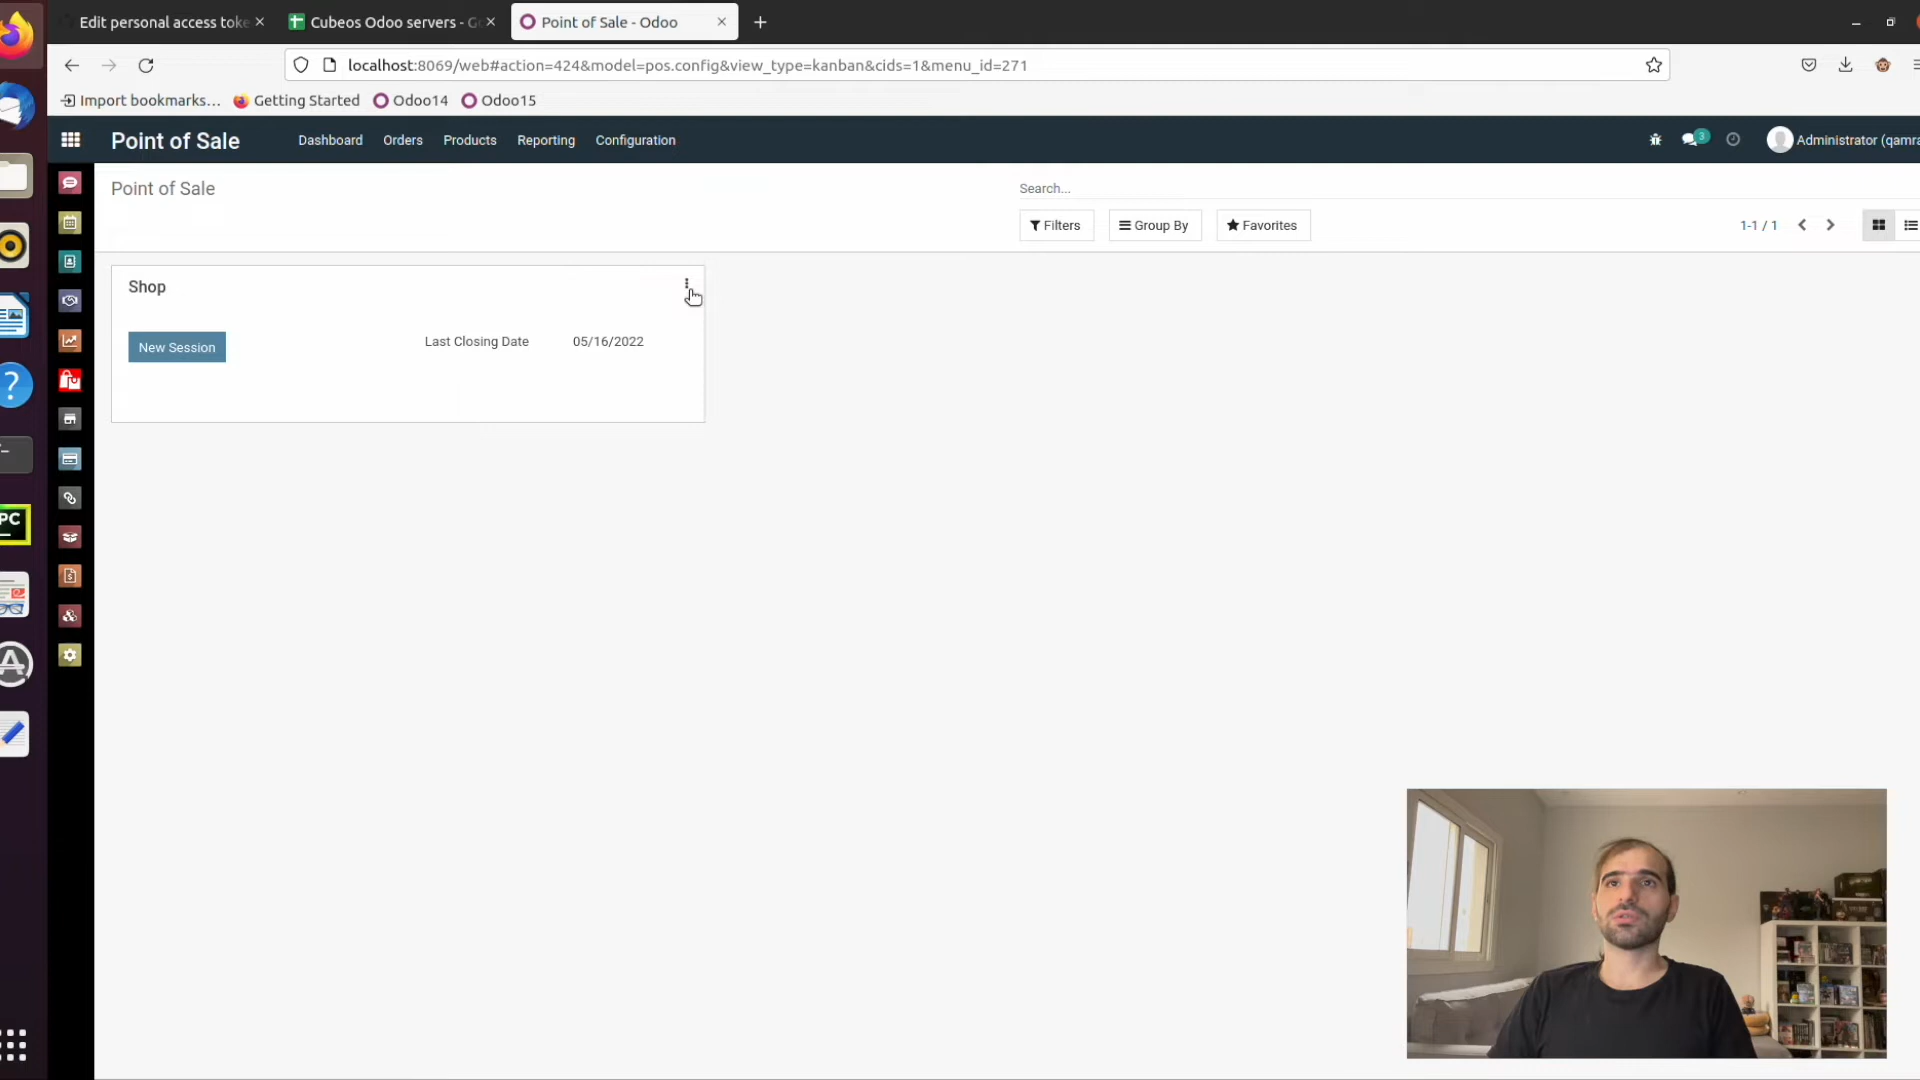 Edit personal access toke
Cubeos Odoo servers - G
Point of Sale - Odoo
localhost:8069/web#action=424&model=pos.config&view_type=kanban&cids=1&menu_id=271
Import bookmarks...
Getting Started
Odoo14
Odoo15
Point of Sale
Dashboard
Orders
Products
Reporting
Configuration
3
Administrator (qamra
Point of Sale
Search...
Filters
Group By
Favorites
1-1 / 1
Shop
New Session
Last Closing Date
05/16/2022
PC